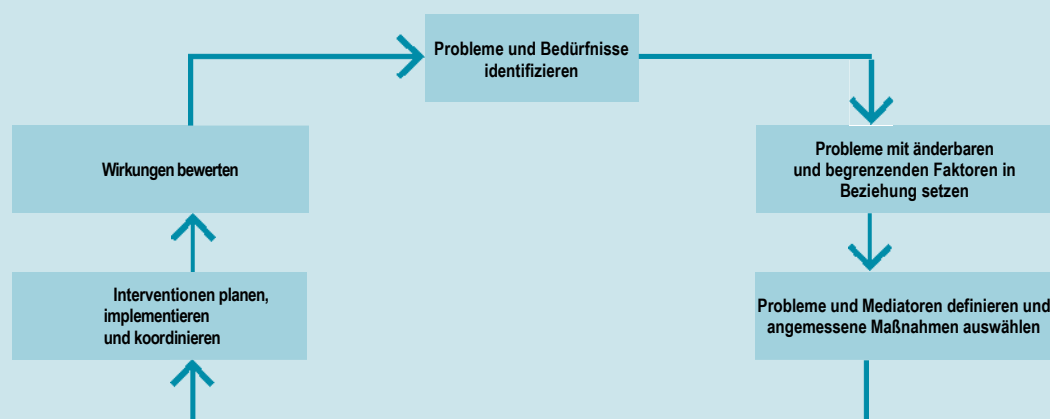 Probleme und Bedürfnisse
identifizieren
Wirkungen bewerten
Probleme mit änderbaren
und begrenzenden Faktoren in
Beziehung setzen
Interventionen planen,
implementieren
und koordinieren
Probleme und Mediatoren definieren und
angemessene Maßnahmen auswählen